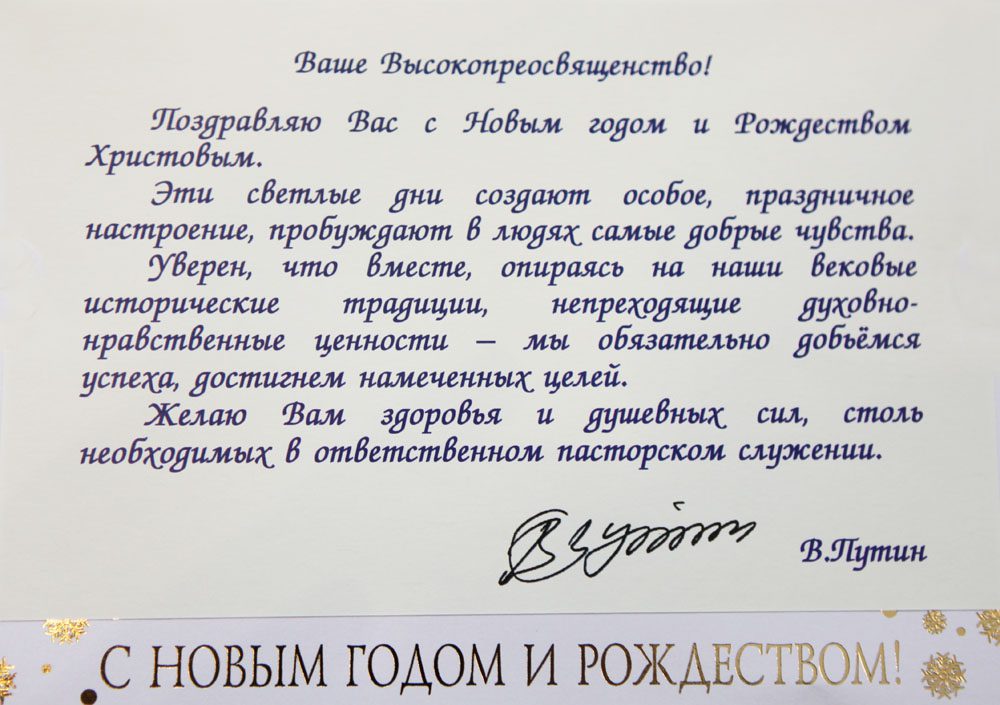 Ваше Высокопреосвященство!
Поздравляю Вас с Новым годом и Рождеством
Христовым.
Эти светлые дни создают особое, праздничное
настроение, пробуждают в людях самые добрые чувства.
Уверен, что вместе, опираясь на наши вековые
исторические традиции, непреходящие духовно-
нравственные ценности – мы обязательно добьёмся
успеха, достигнем намеченных целей.
Желаю Вам здоровья и душевных сил, столь
необходимых в ответственном пасторском служении.
В.Путин
С НОВЫМ ГОДОМ И РОЖДЕСТВОМ!